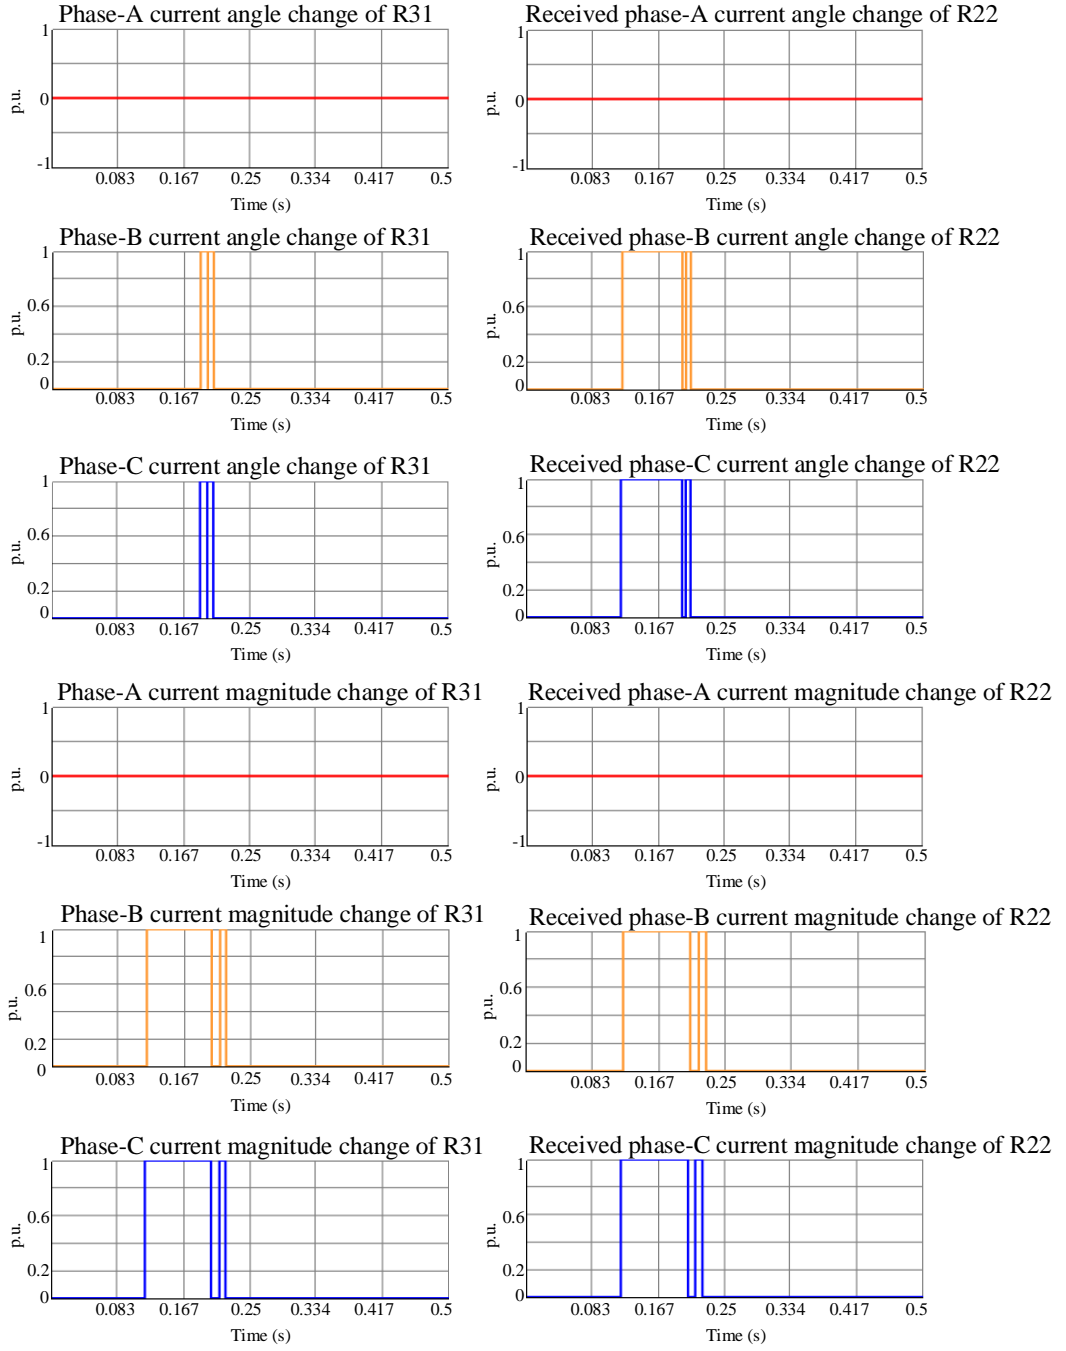 Phase-A current angle change of R31
1
0
-1
p.u.
0.083 0.167 0.25 0.334 0.417 0.5
Time (s)
Received phase-A current angle change of R22
1
0
-1
p.u.
0.083 0.167 0.25 0.334 0.417 0.5
Time (s)
Phase-B current angle change of R31
1
0.6
0.2
0
p.u.
0.083 0.167 0.25 0.334 0.417 0.5
Time (s)
Received phase-B current angle change of R22
1
0.6
0.2
0
p.u.
0.083 0.167 0.25 0.334 0.417 0.5
Time (s)
Phase-C current angle change of R31
1
0.6
0.2
0
p.u.
0.083 0.167 0.25 0.334 0.417 0.5
Time (s)
Received phase-C current angle change of R22
1
0.6
0.2
0
p.u.
0.083 0.167 0.25 0.334 0.417 0.5
Time (s)
Phase-A current magnitude change of R31
1
0
-1
p.u.
0.083 0.167 0.25 0.334 0.417 0.5
Time (s)
Received phase-A current magnitude change of R22
1
0
-1
p.u.
0.083 0.167 0.25 0.334 0.417 0.5
Time (s)
Phase-B current magnitude change of R31
1
0.6
0.2
0
p.u.
0.083 0.167 0.25 0.334 0.417 0.5
Time (s)
Received phase-B current magnitude change of R22
1
0.6
0.2
0
p.u.
0.083 0.167 0.25 0.334 0.417 0.5
Time (s)
Phase-C current magnitude change of R31
1
0.6
0.2
0
p.u.
0.083 0.167 0.25 0.334 0.417 0.5
Time (s)
Received phase-C current magnitude change of R22
1
0.6
0.2
0
p.u.
0.083 0.167 0.25 0.334 0.417 0.5
Time (s)